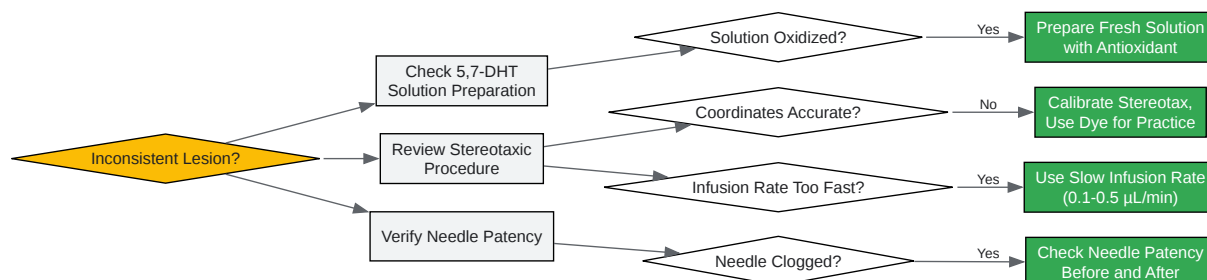 Inconsistent Lesion?
Check 5,7-DHT
Solution Preparation
Review Stereotaxic
Procedure
Verify Needle Patency
Solution Oxidized?
Yes
Prepare Fresh Solution
with Antioxidant
Coordinates Accurate?
No
Calibrate Stereotax,
Use Dye for Practice
Infusion Rate Too Fast?
Yes
Use Slow Infusion Rate
(0.1-0.5 µL/min)
Needle Clogged?
Yes
Check Needle Patency
Before and After